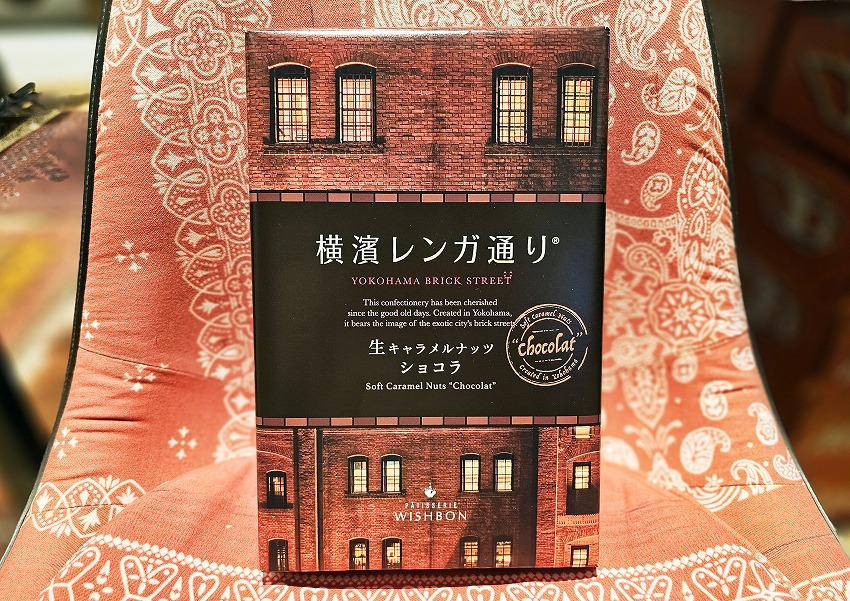 横濱レンガ通り®
YOKOHAMA BRICK STREET
This confectionery has been cherished
since the good old days. Created in Yokohama,
it bears the image of the exotic city's brick street.
生キャラメルナッツ
ショコラ
Soft Caramel Nuts "Chocolat"
Soft Caramel Nuts
"chocolat"
Created in Yokohama
PÂTISSERIE
WISHBON